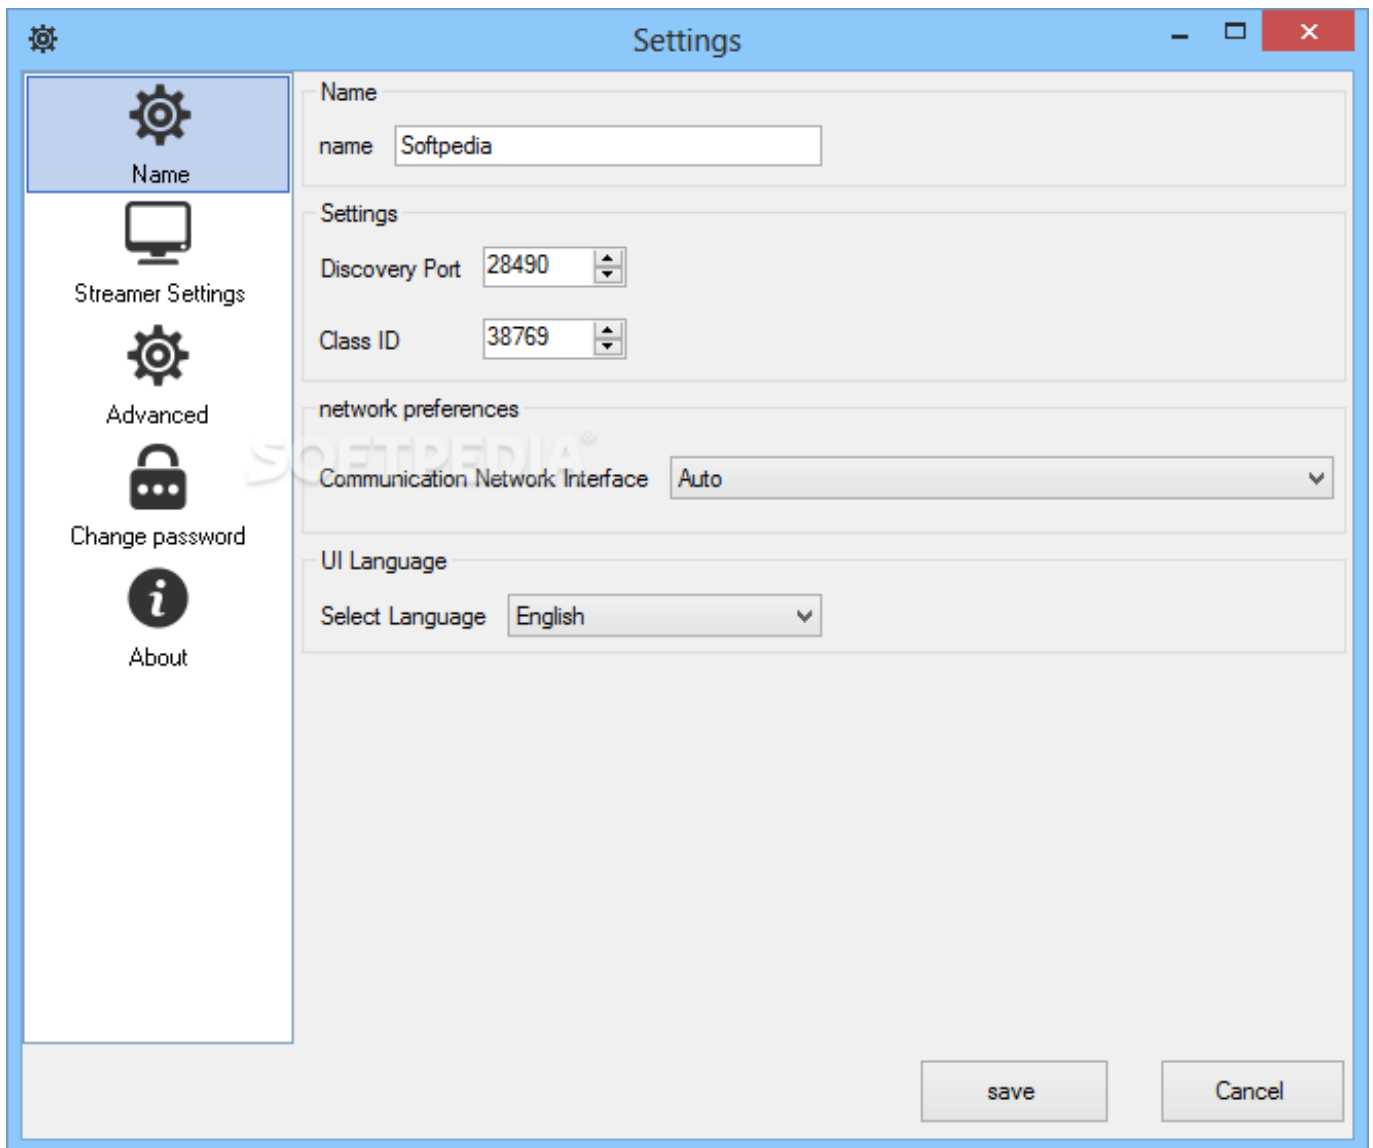 Settings
Name
Streamer Settings
Advanced
Change password
About
Name
name Softpedia
Settings
Discovery Port 28490
Class ID 38769
network preferences
SOFTPEDIA®
Communication Network Interface Auto
UI Language
Select Language English
save Cancel